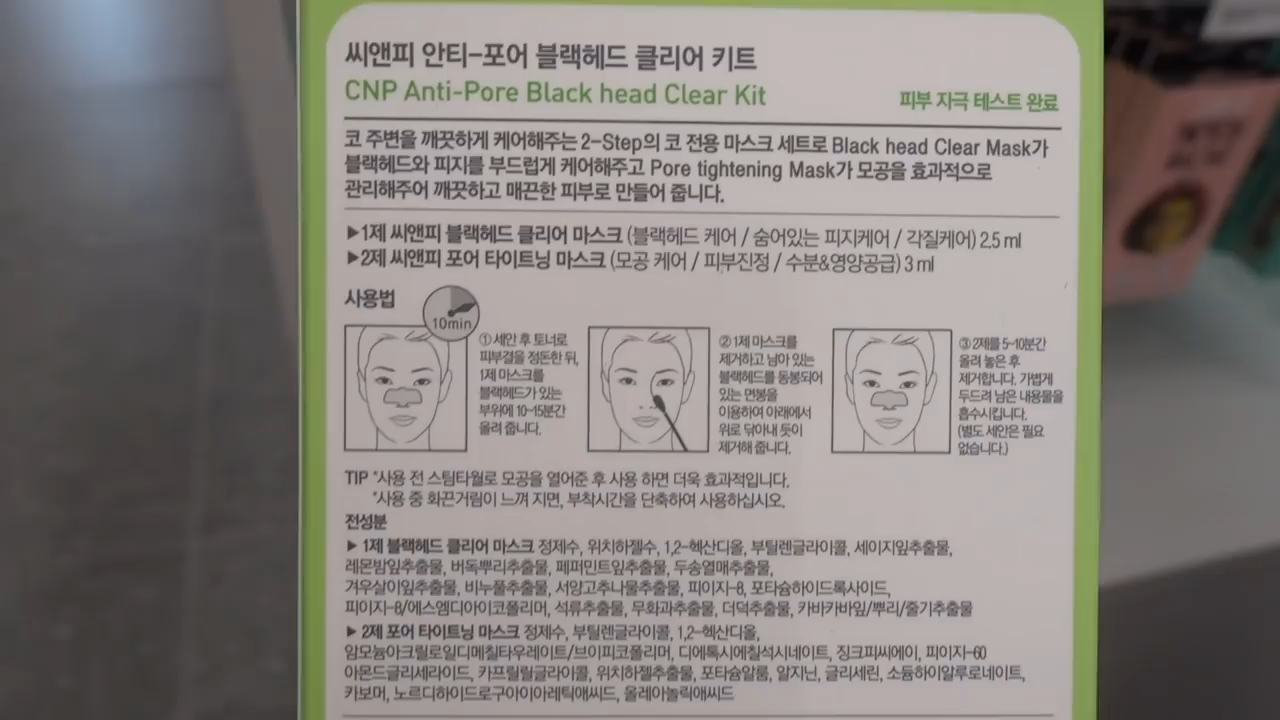 씨앤피 안티-포어 블랙헤드 클리어 키트
CNP Anti-Pore Black head Clear Kit
피부 자극 테스트 완료
코 주변을 깨끗하게 케어해주는 2-Step의 코 전용 마스크 세트로 Black head Clear Mask가
블랙헤드와 피지를 부드럽게 케어해주고 Pore tightening Mask가 모공을 효과적으로
관리해주어 깨끗하고 매끈한 피부로 만들어 줍니다.
▶1제 씨앤피 블랙헤드 클리어 마스크 (블랙헤드 케어 / 숨어있는 피지케어 / 각질케어) 2.5 ml
▶2제 씨앤피 포어 타이트닝 마스크 (모공 케어 / 피부진정 / 수분&영양공급) 3 ml
사용법
10min
① 세안 후 토너로
피부결을 정돈한 뒤,
1제 마스크를
블랙헤드가 있는
부위에 10~15분간
올려 줍니다.
② 1제 마스크를
제거하고 남아 있는
블랙헤드를 동봉되어
있는 면봉을
이용하여 아래에서
위로 닦아내 듯이
제거해 줍니다.
③ 2제를 5~10분간
올려 놓은 후
제거합니다. 가볍게
두드려 남은 내용물을
흡수시킵니다.
(별도 세안은 필요
없습니다.)
TIP *사용 전 스팀타월로 모공을 열어준 후 사용 하면 더욱 효과적입니다.
*사용 중 화끈거림이 느껴 지면, 부착시간을 단축하여 사용하십시오.
전성분
▶ 1제 블랙헤드 클리어 마스크 정제수, 위치하젤수, 1,2-헥산디올, 부틸렌글라이콜, 세이지잎추출물,
레몬밤잎추출물, 버독뿌리추출물, 페퍼민트잎추출물, 두송열매추출물,
겨우살이잎추출물, 비누풀추출물, 서양고추나물추출물, 피이지-8, 포타슘하이드록사이드,
피이지-8/에스엠디아이코폴리머, 석류추출물, 무화과추출물, 더덕추출물, 카바카바잎/뿌리/줄기추출물
▶ 2제 포어 타이트닝 마스크 정제수, 부틸렌글라이콜, 1,2-헥산디올,
암모늄아크릴로일디메칠타우레이트/브이피코폴리머, 디에톡시에칠석시네이트, 징크피씨에이, 피이지-60
아몬드글리세라이드, 카프릴릴글라이콜, 위치하젤추출물, 포타슘알룸, 알지닌, 글리세린, 소듐하이알루로네이트,
카보머, 노르디하이드로구아이아레틱애씨드, 올레아놀릭애씨드